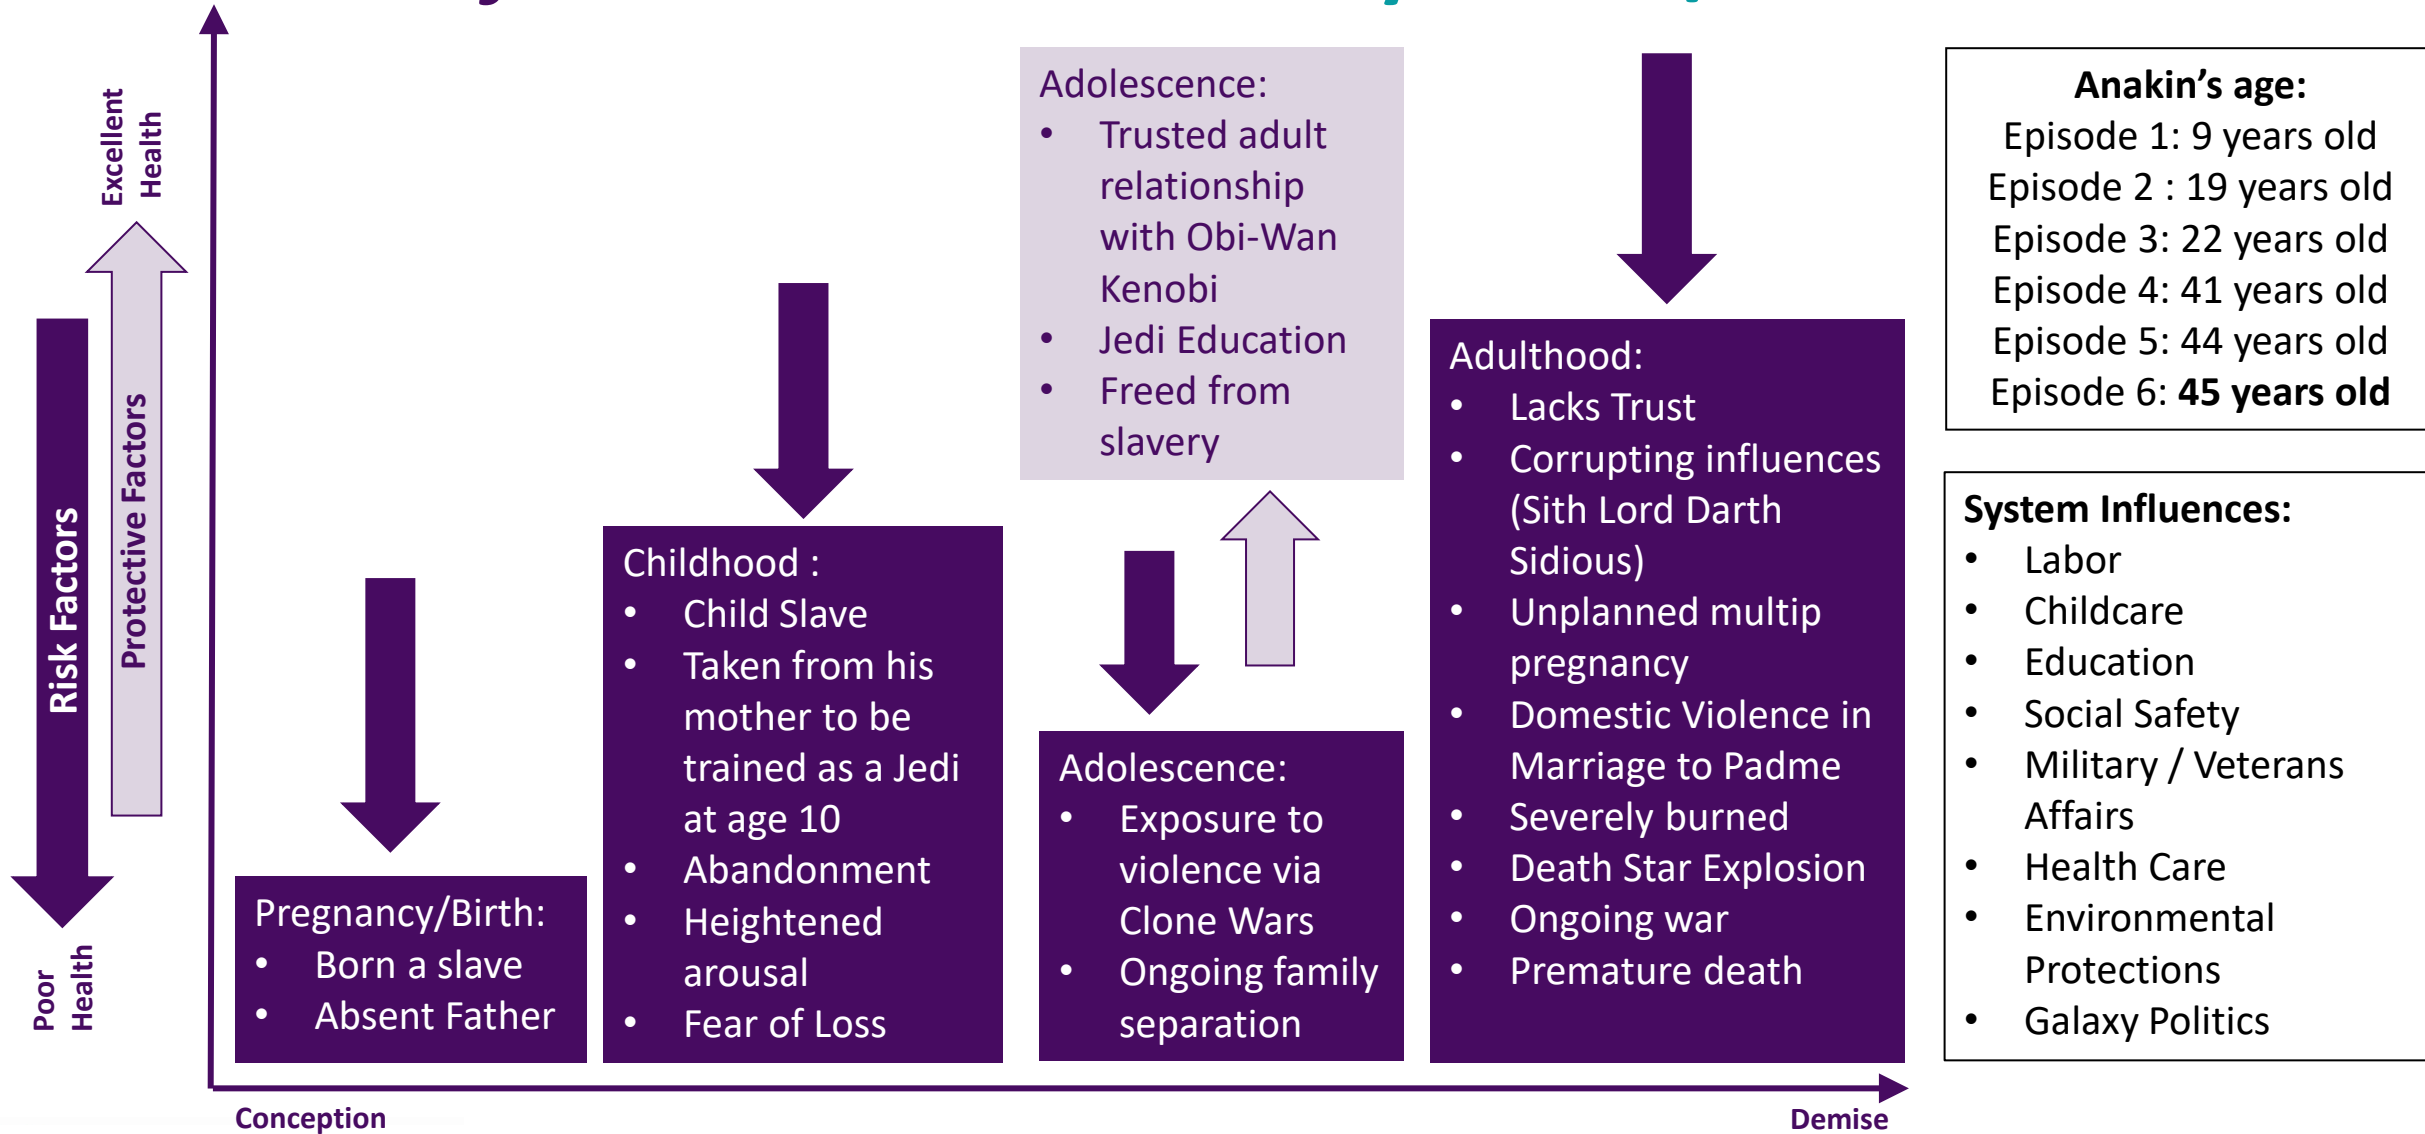 Excellent
Health
Protective Factors
Risk Factors
Poor
Health
Pregnancy/Birth:
• Born a slave
• Absent Father
Childhood :
• Child Slave
• Taken from his
mother to be
trained as a Jedi
at age 10
• Abandonment
• Heightened
arousal
• Fear of Loss
Adolescence:
• Trusted adult
relationship
with Obi-Wan
Kenobi
• Jedi Education
• Freed from
slavery
Adolescence:
• Exposure to
violence via
Clone Wars
• Ongoing family
separation
Adulthood:
• Lacks Trust
• Corrupting influences
(Sith Lord Darth
Sidious)
• Unplanned multip
pregnancy
• Domestic Violence in
Marriage to Padme
• Severely burned
• Death Star Explosion
• Ongoing war
• Premature death
Anakin’s age:
Episode 1: 9 years old
Episode 2 : 19 years old
Episode 3: 22 years old
Episode 4: 41 years old
Episode 5: 44 years old
Episode 6: 45 years old
System Influences:
• Labor
• Childcare
• Education
• Social Safety
• Military / Veterans
Affairs
• Health Care
• Environmental
Protections
• Galaxy Politics
Conception
Demise